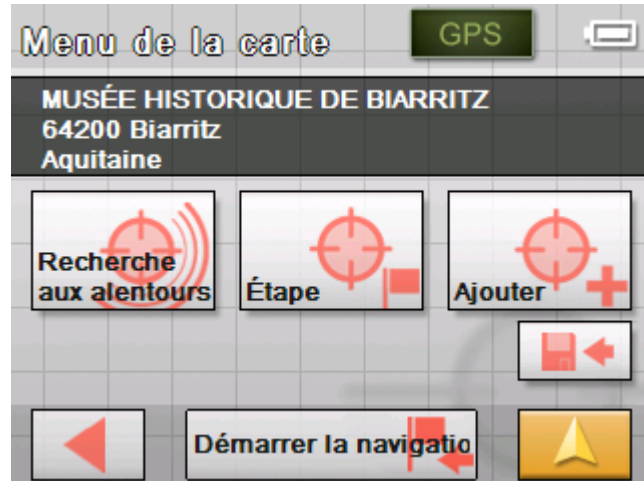 Menu de la carte
GPS
MUSÉE HISTORIQUE DE BIARRITZ
64200 Biarritz
Aquitaine
Recherche
aux alentours
Étape
Ajouter
Démarrer la navigatio